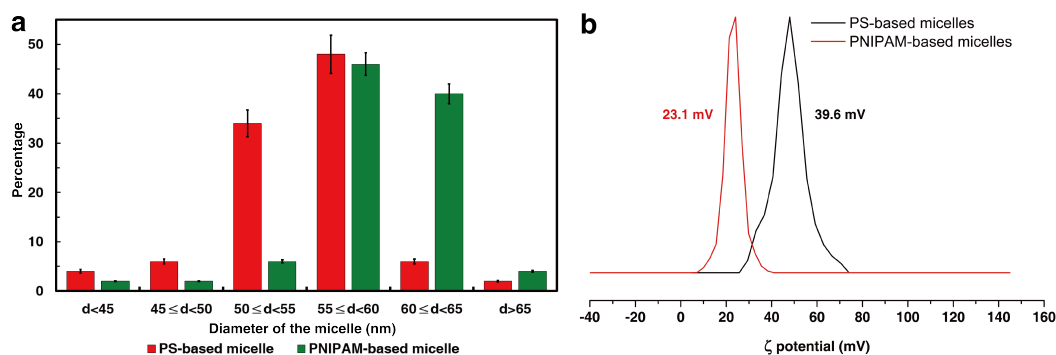 a
Percentage
50
40
30
20
10
0
d<45
45≤d<50
50≤d<55
55≤d<60
60≤d<65
d>65
Diameter of the micelle (nm)
PS-based micelle
PNIPAM-based micelle
b
PS-based micelles
PNIPAM-based micelles
23.1 mV
39.6 mV
-40 -20 0 20 40 60 80 100 120 140 160
ζ potential (mV)